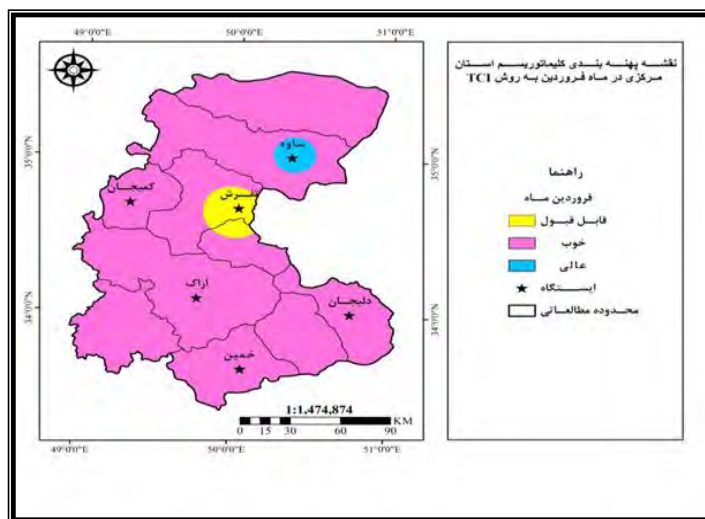 49°0'0"E 50°0'0"E 51°0'0"E
نقشه پهنه بندی کلیماتوریسم استان
مرکزی در ماه فروردین به روش TCI
35°0'0"N 35°0'0"N
ساوه
راهنما
فروردین ماه
کمیجان
تفرش
قابل قبول
خوب
عالی
آراک
ایستگاه
34°0'0"N 34°0'0"N
دلیجان
محدوده مطالعاتی
خمین
1:1,474,874
KM
0 15 30 60 90
49°0'0"E 50°0'0"E 51°0'0"E